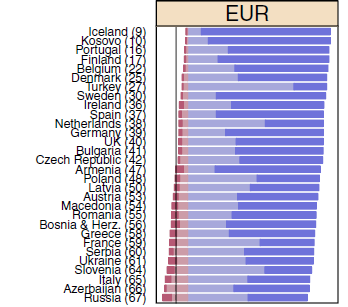 EUR
Iceland (9)
Kosovo (10)
Portugal (16)
Finland (17)
Belgium (22)
Denmark (25)
Turkey (27)
Sweden (30)
Ireland (36)
Spain (37)
Netherlands (38)
Germany (39)
UK (40)
Bulgaria (41)
Czech Republic (42)
Armenia (47)
Poland (48)
Latvia (50)
Austria (53)
Macedonia (54)
Romania (55)
Bosnia & Herz. (56)
Greece (58)
France (59)
Serbia (60)
Ukraine (61)
Slovenia (64)
Italy (65)
Azerbaijan (66)
Russia (67)